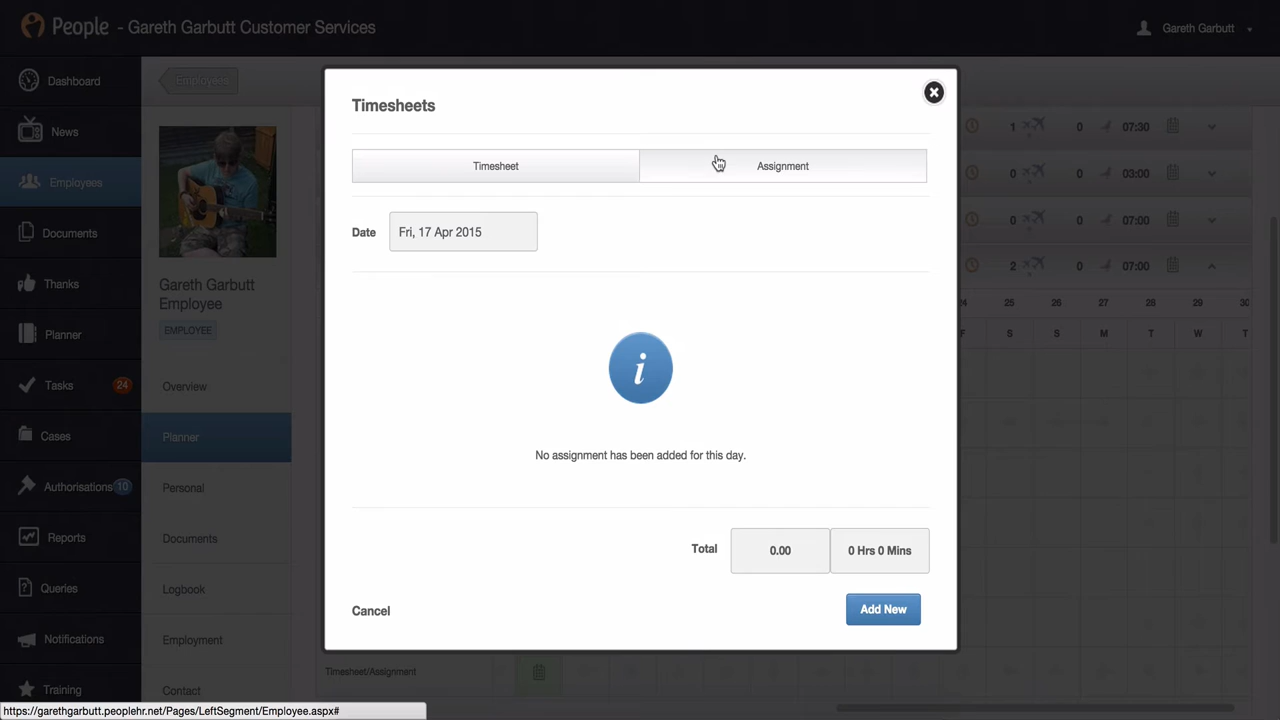 People - Gareth Garbutt Customer Services
Gareth Garbutt
Dashboard
News
Employees
Documents
Thanks
Planner
Tasks 24
Cases
Authorisations 10
Reports
Queries
Notifications
Training
Employees
Gareth Garbutt
Employee
EMPLOYEE
Overview
Planner
Personal
Documents
Logbook
Employment
Contact
Timesheets
Timesheet Assignment
Date Fri, 17 Apr 2015
i
No assignment has been added for this day.
Total 0.00 0 Hrs 0 Mins
Cancel Add New
1 0 07:30
0 0 03:00
0 0 07:00
2 0 07:00
25 26 27 28 29 30
F S S M T W T
Timesheet/Assignment
https://garethgarbutt.peoplehr.net/Pages/LeftSegment/Employee.aspx#